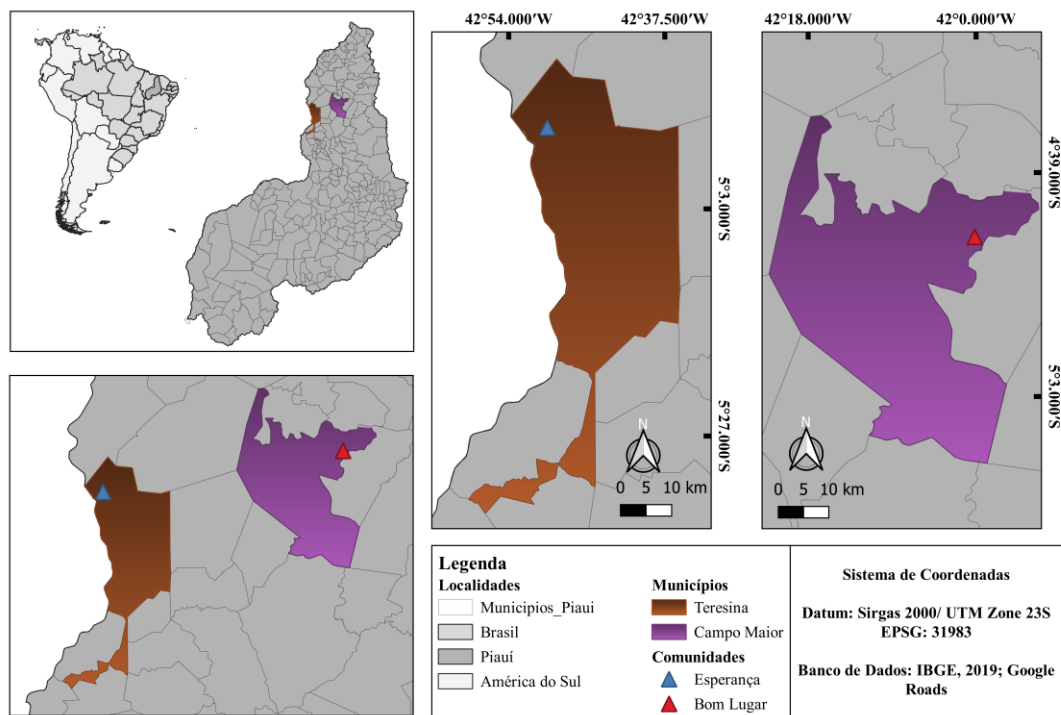 42°54.000'W 42°37.500'W
42°18.000'W 42°0.000'W
5°3.000'S
5°27.000'S
4°39.000'S
5°3.000'S
N
0 5 10 km
N
0 5 10 km
Legenda
Localidades
Municipios_Piaui
Brasil
Piauí
América do Sul
Municípios
Teresina
Campo Maior
Comunidades
Esperança
Bom Lugar
Sistema de Coordenadas
Datum: Sirgas 2000/ UTM Zone 23S
EPSG: 31983
Banco de Dados: IBGE, 2019; Google
Roads